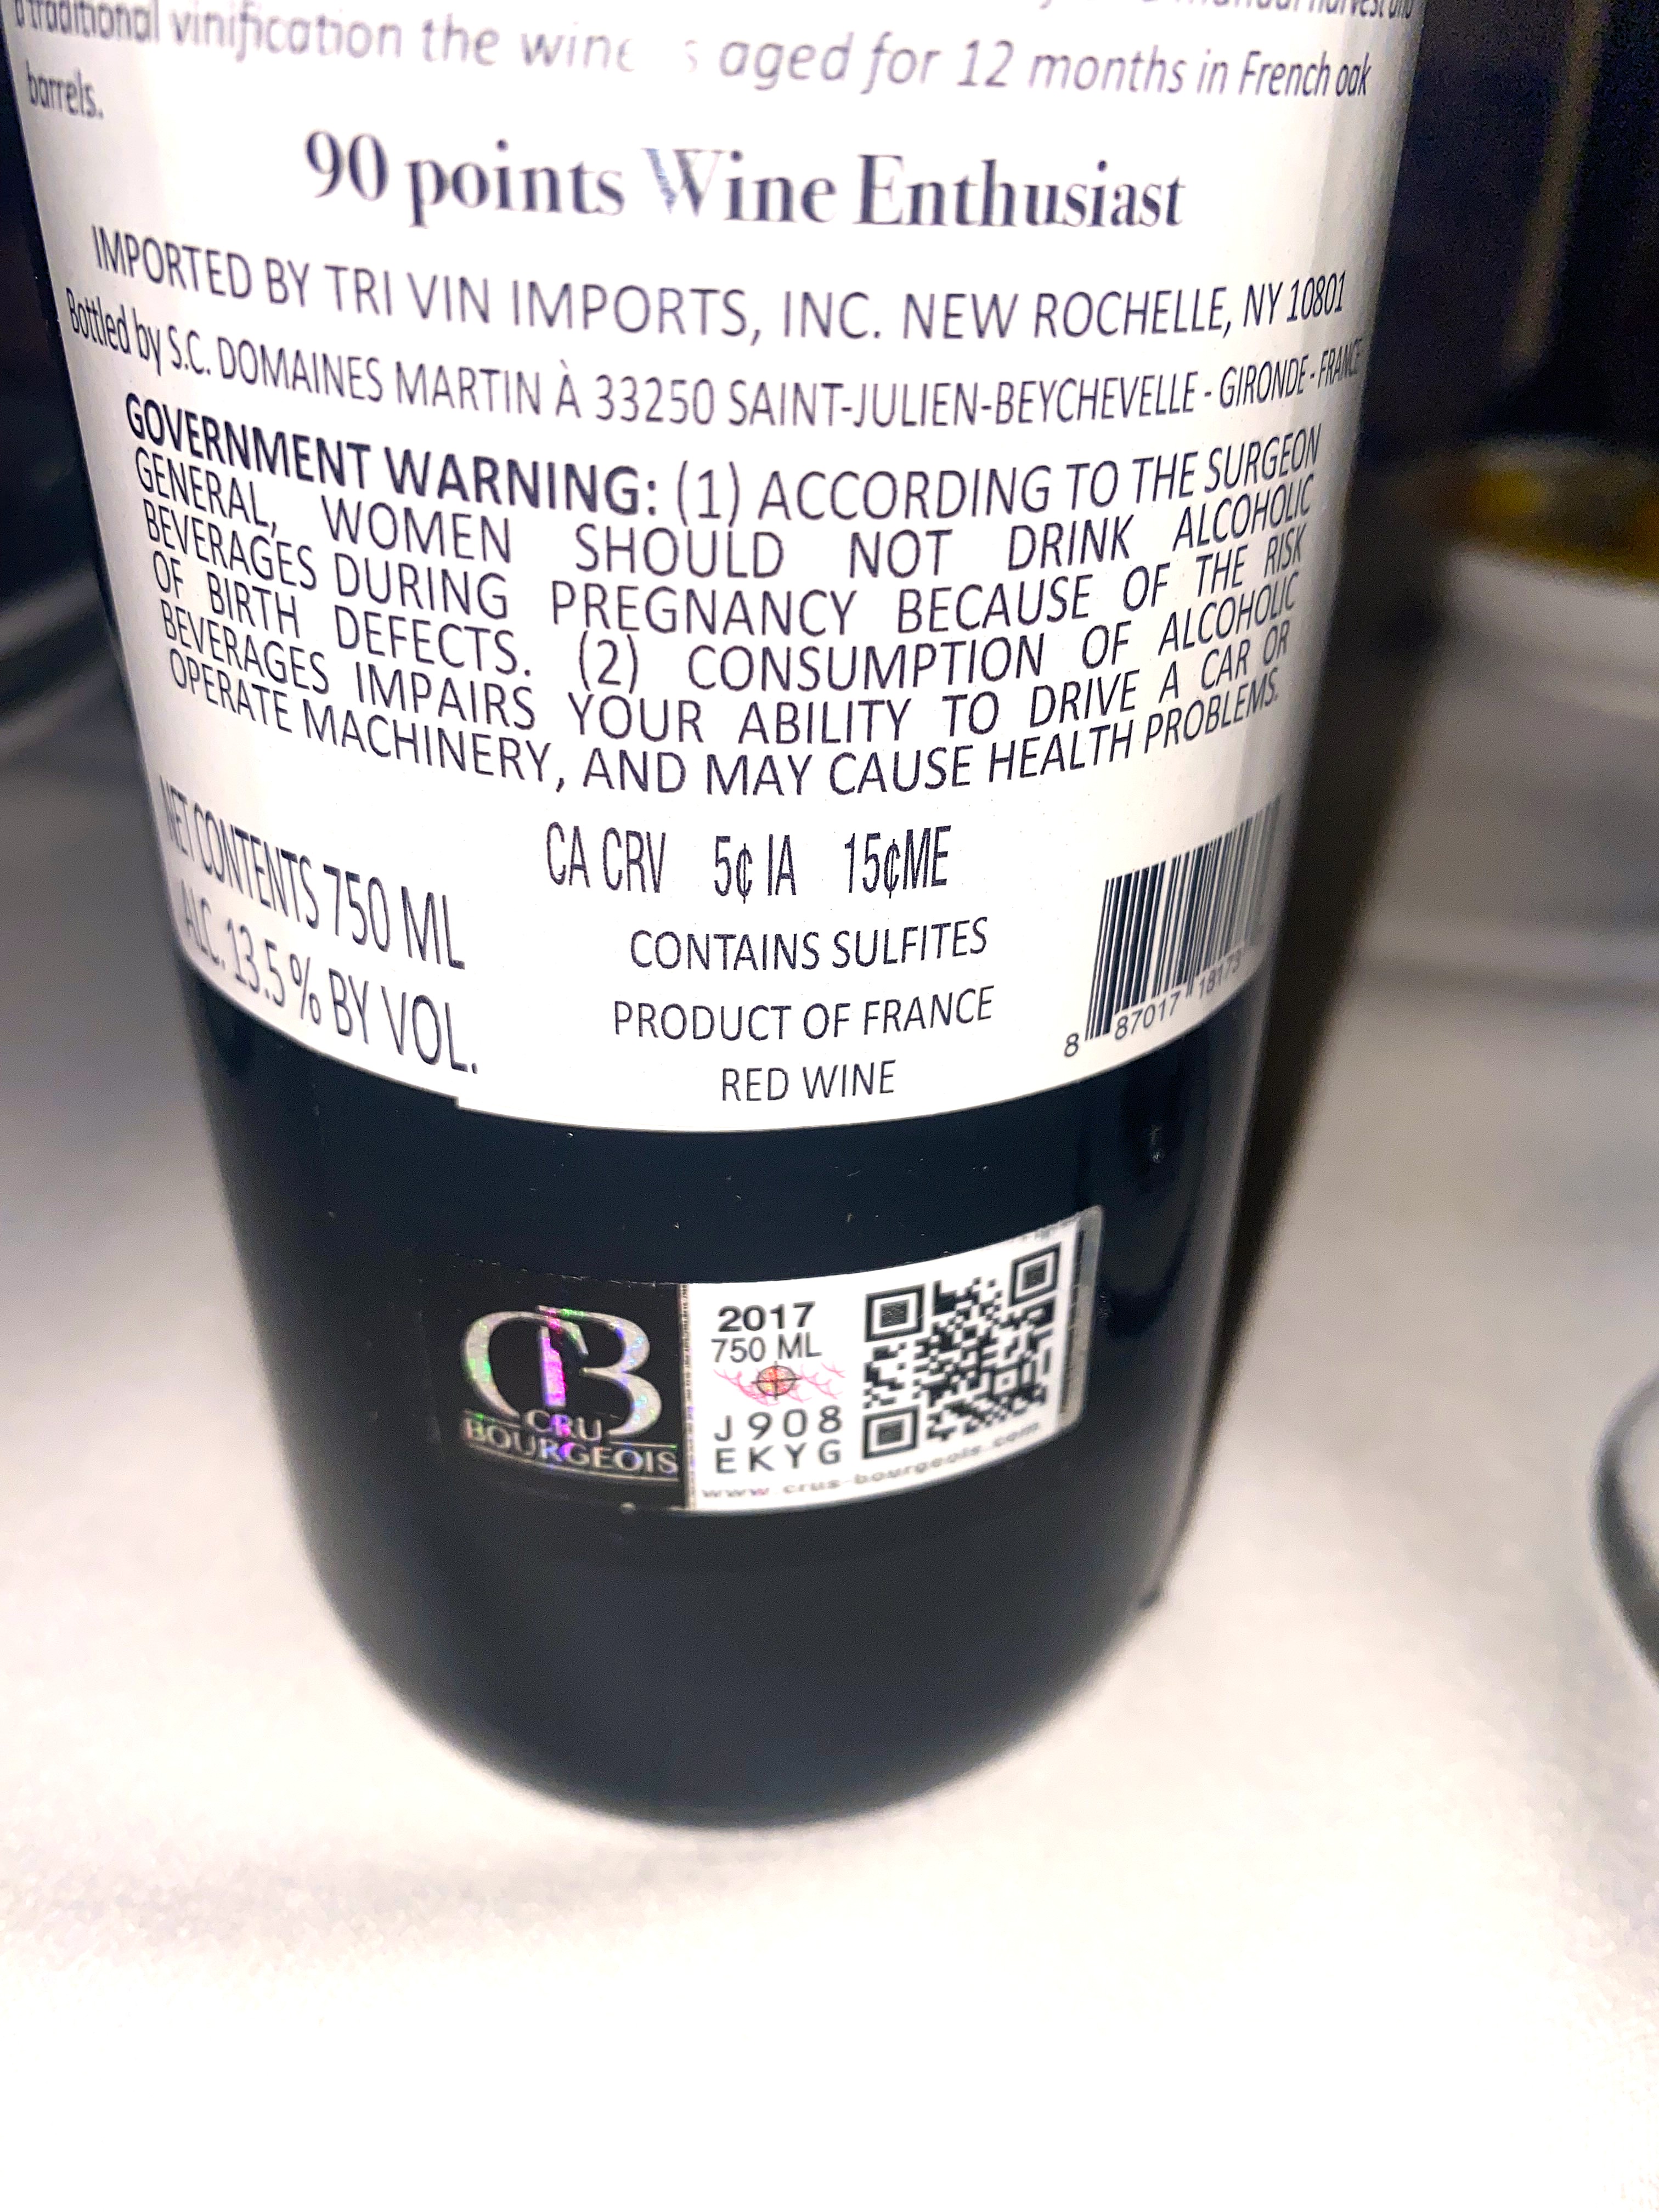 traditional vinification the wine is aged for 12 months in French oak
barrels.
90 points Wine Enthusiast
IMPORTED BY TRI VIN IMPORTS, INC. NEW ROCHELLE, NY 10801
Bottled by S.C. DOMAINES MARTIN À 33250 SAINT-JULIEN-BEYCHEVELLE - GIRONDE - FRANCE
GOVERNMENT WARNING: (1) ACCORDING TO THE SURGEON
GENERAL, WOMEN SHOULD NOT DRINK ALCOHOLIC
BEVERAGES DURING PREGNANCY BECAUSE OF THE RISK
OF BIRTH DEFECTS. (2) CONSUMPTION OF ALCOHOLIC
BEVERAGES IMPAIRS YOUR ABILITY TO DRIVE A CAR OR
OPERATE MACHINERY, AND MAY CAUSE HEALTH PROBLEMS.
NET CONTENTS 750 ML
ALC. 13.5 % BY VOL.
CA CRV 5¢ IA 15¢ME
CONTAINS SULFITES
PRODUCT OF FRANCE
RED WINE
8 87017 18173
CB
CRU
BOURGEOIS
2017
750 ML
J908
EKYG
www.crus-bourgeois.com